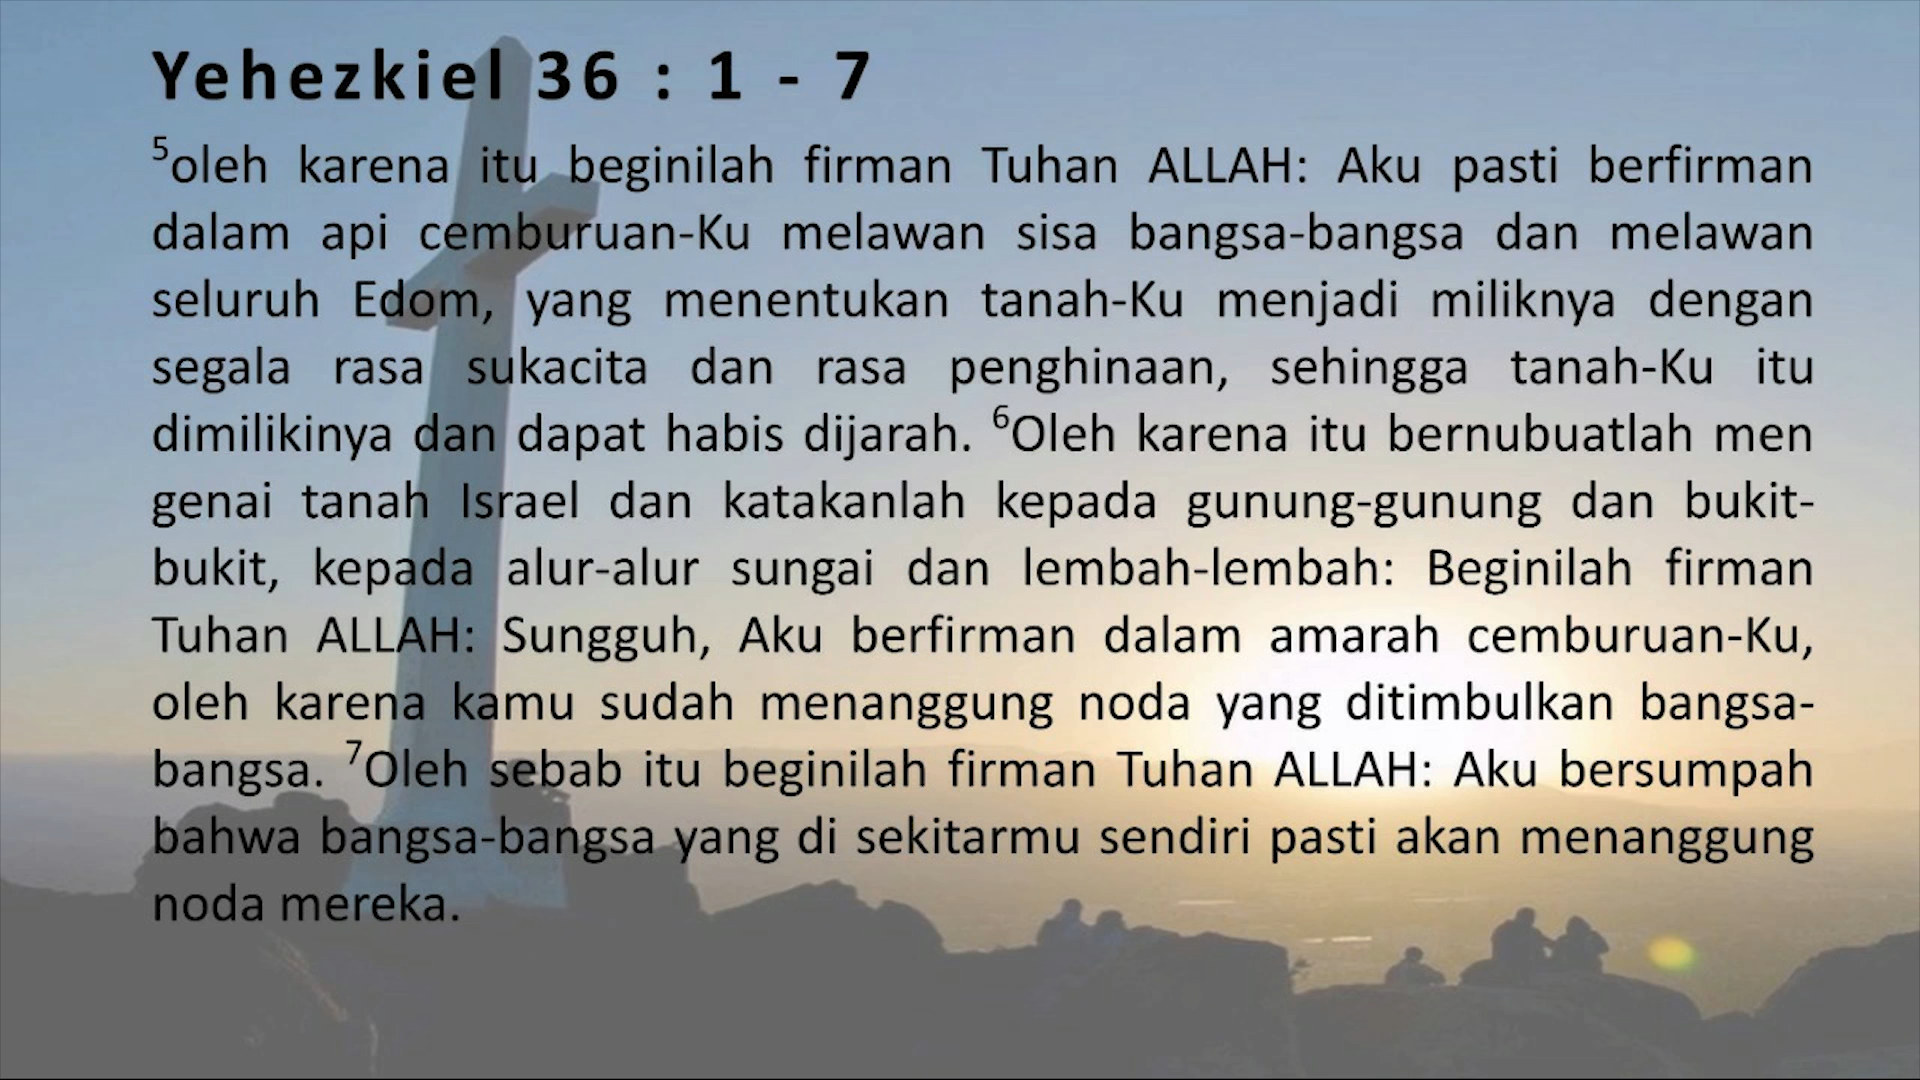 Yehezkiel 36 : 1 - 7
⁵oleh karena itu beginilah firman Tuhan ALLAH: Aku pasti berfirman
dalam api cemburuan-Ku melawan sisa bangsa-bangsa dan melawan
seluruh Edom, yang menentukan tanah-Ku menjadi miliknya dengan
segala rasa sukacita dan rasa penghinaan, sehingga tanah-Ku itu
dimilikinya dan dapat habis dijarah. ⁶Oleh karena itu bernubuatlah men
genai tanah Israel dan katakanlah kepada gunung-gunung dan bukit-
bukit, kepada alur-alur sungai dan lembah-lembah: Beginilah firman
Tuhan ALLAH: Sungguh, Aku berfirman dalam amarah cemburuan-Ku,
oleh karena kamu sudah menanggung noda yang ditimbulkan bangsa-
bangsa. ⁷Oleh sebab itu beginilah firman Tuhan ALLAH: Aku bersumpah
bahwa bangsa-bangsa yang di sekitarmu sendiri pasti akan menanggung
noda mereka.